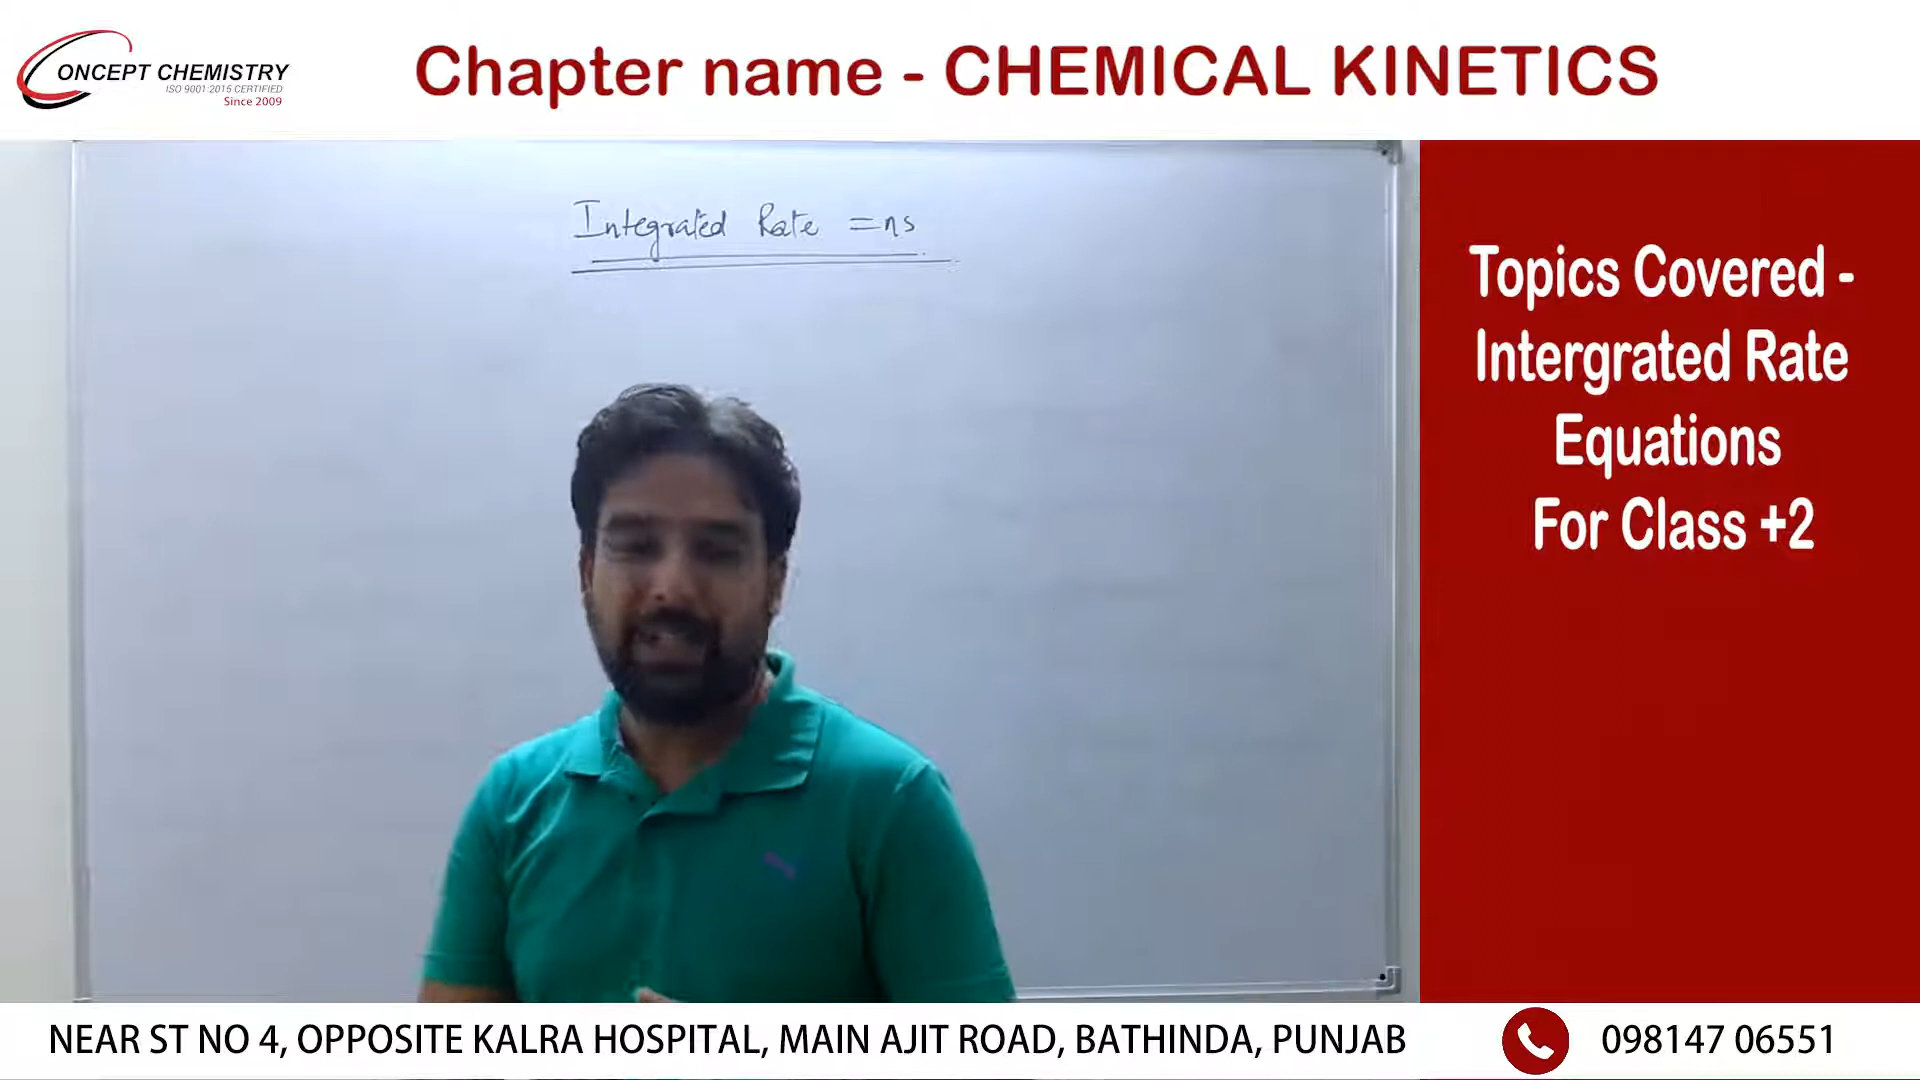 ONCEPT CHEMISTRY
ISO 9001:2015 CERTIFIED
Since 2009
Chapter name - CHEMICAL KINETICS
Integrated Rate =ns
Topics Covered -
Intergrated Rate
Equations
For Class +2
NEAR ST NO 4, OPPOSITE KALRA HOSPITAL, MAIN AJIT ROAD, BATHINDA, PUNJAB
098147 06551